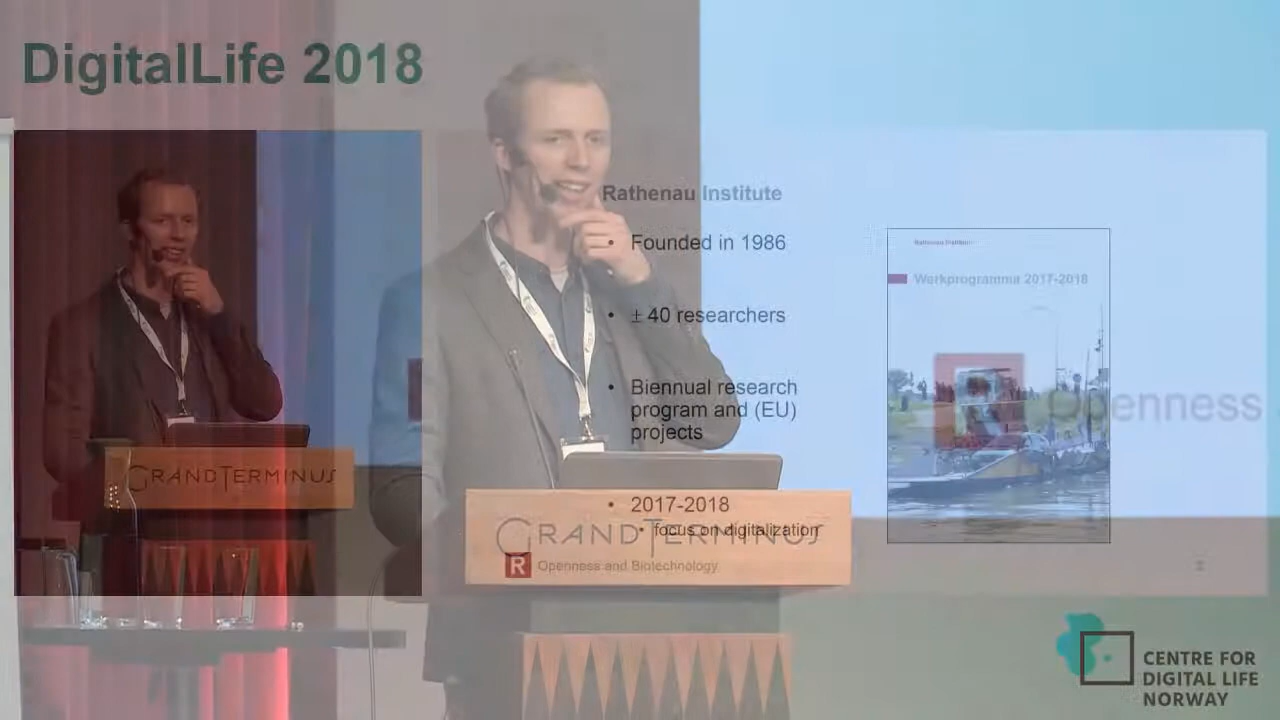 DigitalLife 2018
Rathenau Institute
• Founded in 1986
• ± 40 researchers
• Biennual research
program and (EU)
projects
• 2017-2018
• focus on digitalization
R Openness and Biotechnology
Rathenau Instituut
Werkprogramma 2017-2018
Openness
GRANDTERMINUS
GRANDTERMINUS
CENTRE FOR
DIGITAL LIFE
NORWAY